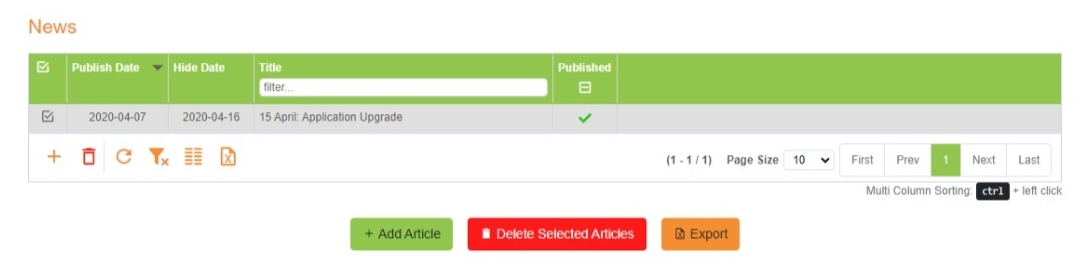 News
Publish Date Hide Date Title Published
filter...
2020-04-07 2020-04-16 15 April: Application Upgrade
(1 - 1 / 1) Page Size 10 First Prev 1 Next Last
Multi Column Sorting: ctrl + left click
+ Add Article Delete Selected Articles Export